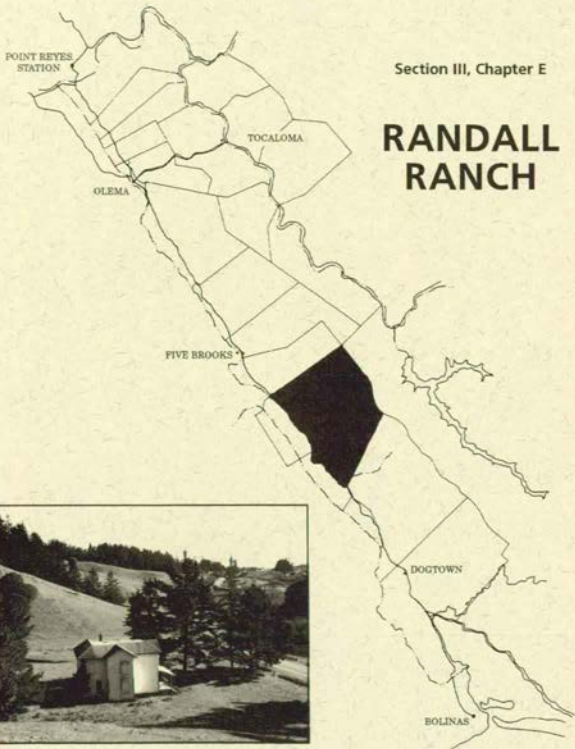 Section III, Chapter E
RANDALL
RANCH
POINT REYES
STATION
TOCALOMA
OLEMA
FIVE BROOKS
DOGTOWN
BOLINAS